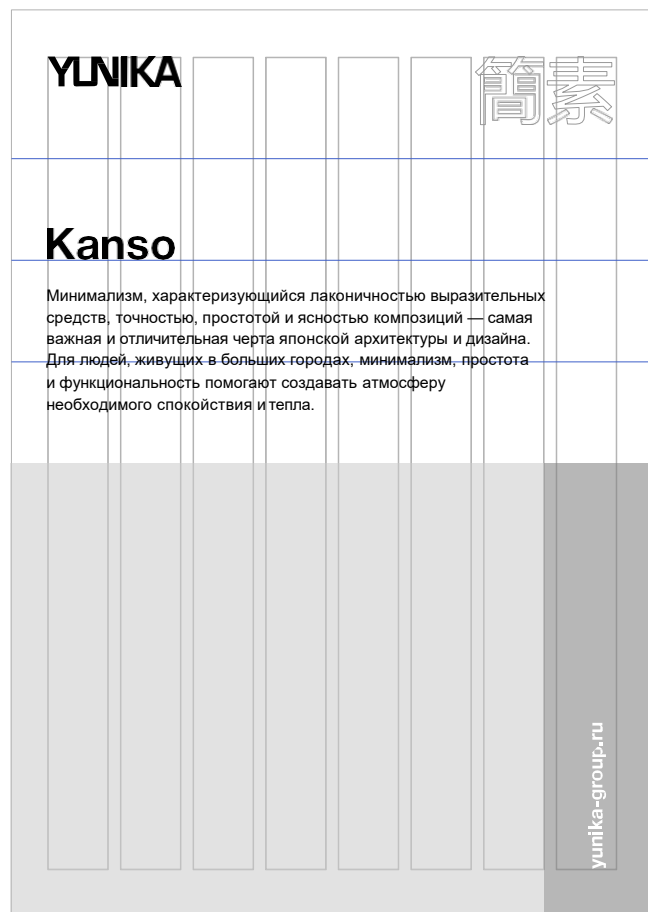 YUNIKA
簡素
Kanso
Минимализм, характеризующийся лаконичностью выразительных
средств, точностью, простотой и ясностью композиций — самая
важная и отличительная черта японской архитектуры и дизайна.
Для людей, живущих в больших городах, минимализм, простота
и функциональность помогают создавать атмосферу
необходимого спокойствия и тепла.
yunika-group.ru